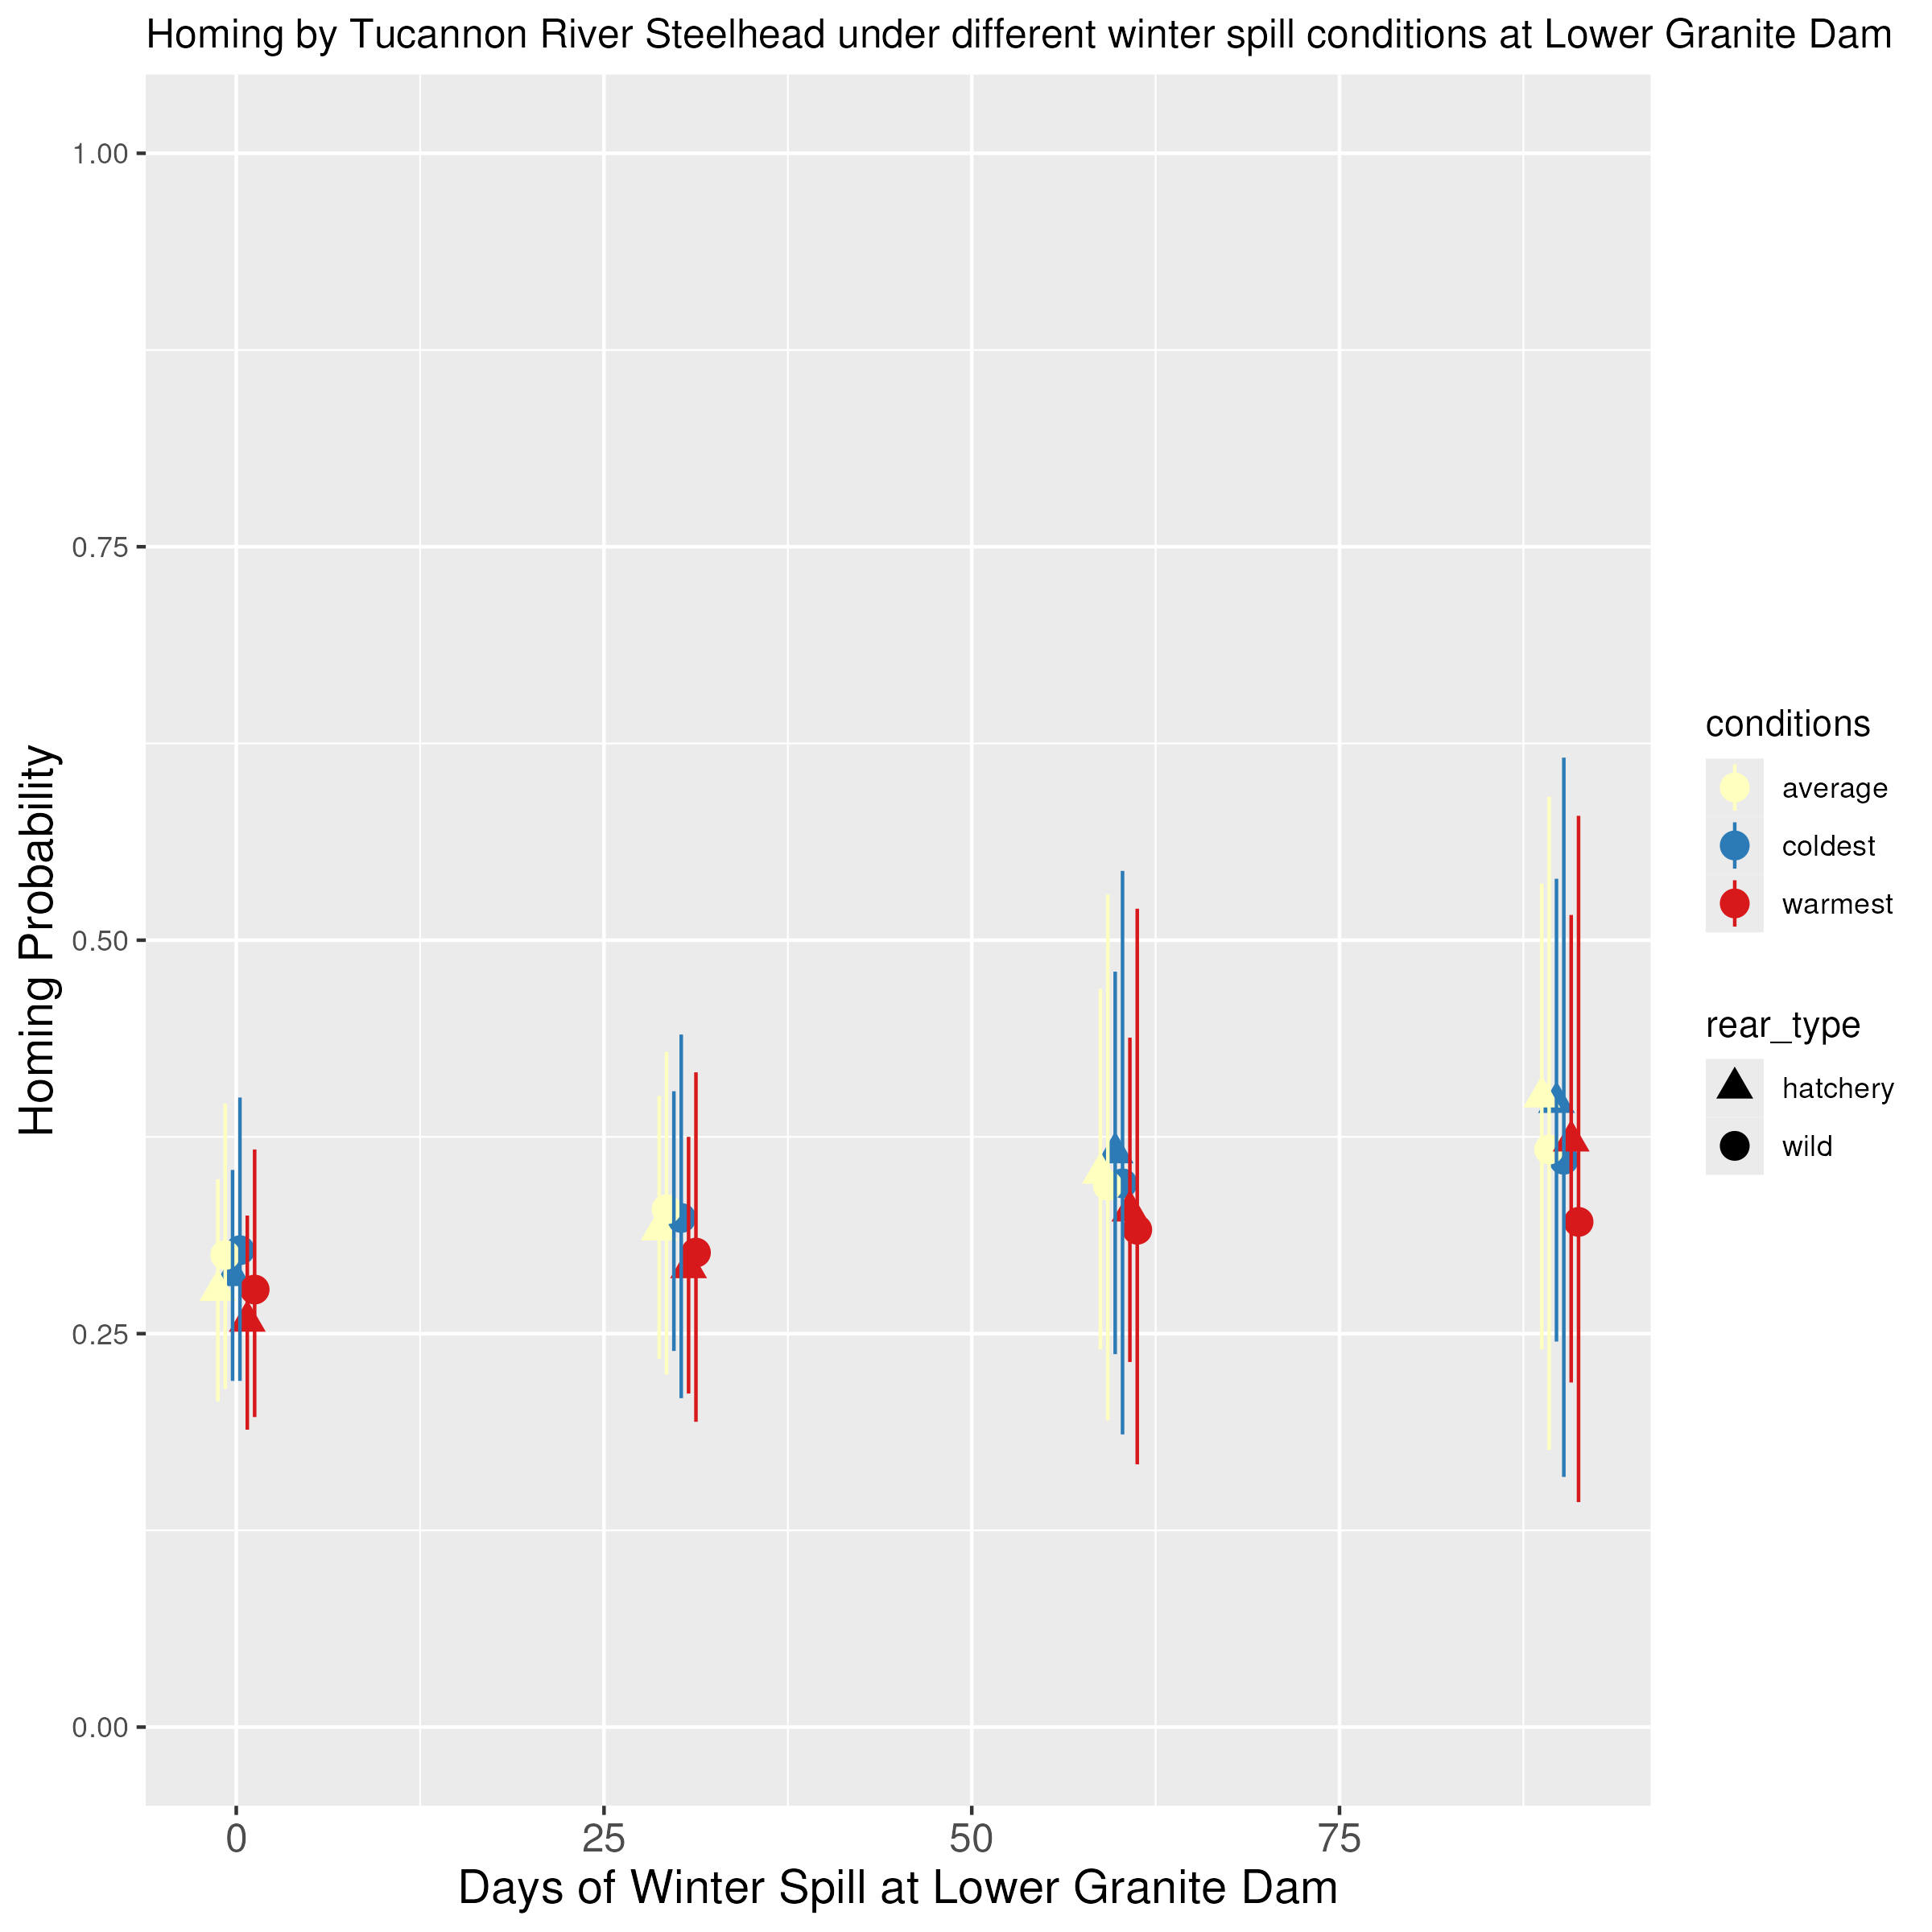 Homing by Tucannon River Steelhead under different winter spill conditions at Lower Granite Dam
Homing Probability
1.00
0.75
0.50
0.25
0.00
0
25
50
75
Days of Winter Spill at Lower Granite Dam
conditions
average
coldest
warmest
rear_type
hatchery
wild